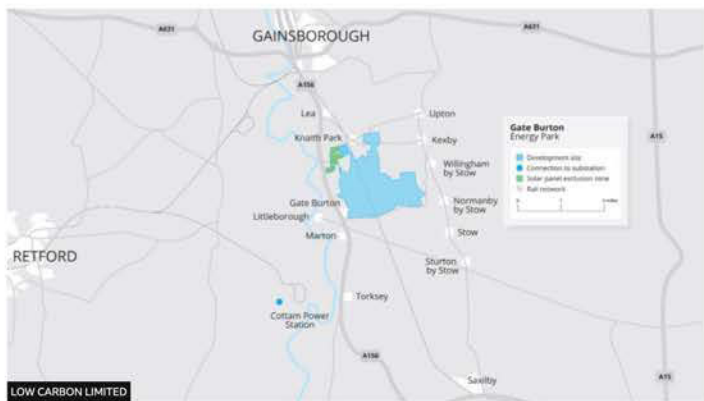 A631
A631
GAINSBOROUGH
A156
Lea
Upton
Knaith Park
Kexby
Gate Burton
Energy Park
Development site
Connection to substation
Solar panel exclusion zone
Rail network
A15
Willingham
by Stow
Gate Burton
Normanby
by Stow
Littleborough
Marton
Stow
RETFORD
Sturton
by Stow
Torksey
Cottam Power
Station
A156
Saxilby
A15
LOW CARBON LIMITED